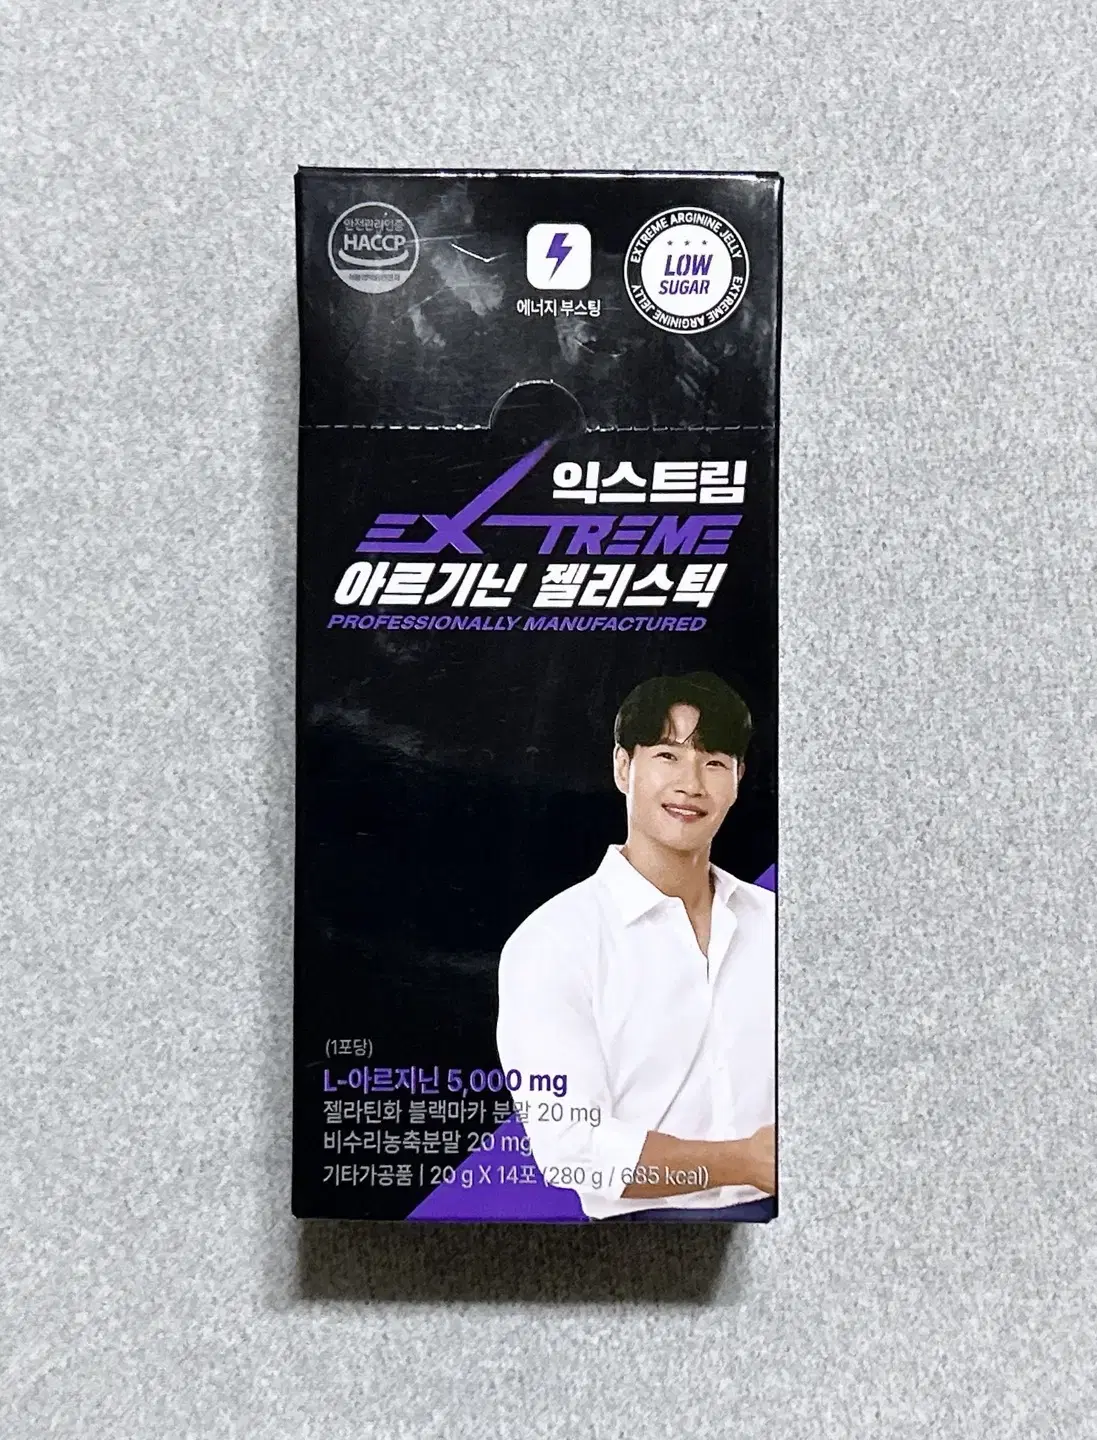 안전관리인증
HACCP
에너지 부스팅
EXTREME ARGININE JELLY
LOW
SUGAR
EXTREME ARGININE JELLY
익스트림
EXTREME
아르기닌 젤리스틱
PROFESSIONALLY MANUFACTURED
(1포당)
L-아르지닌 5,000 mg
젤라틴화 블랙마카 분말 20 mg
비수리농축분말 20 mg
기타가공품 | 20 g X 14포 (280 g / 685 kcal)